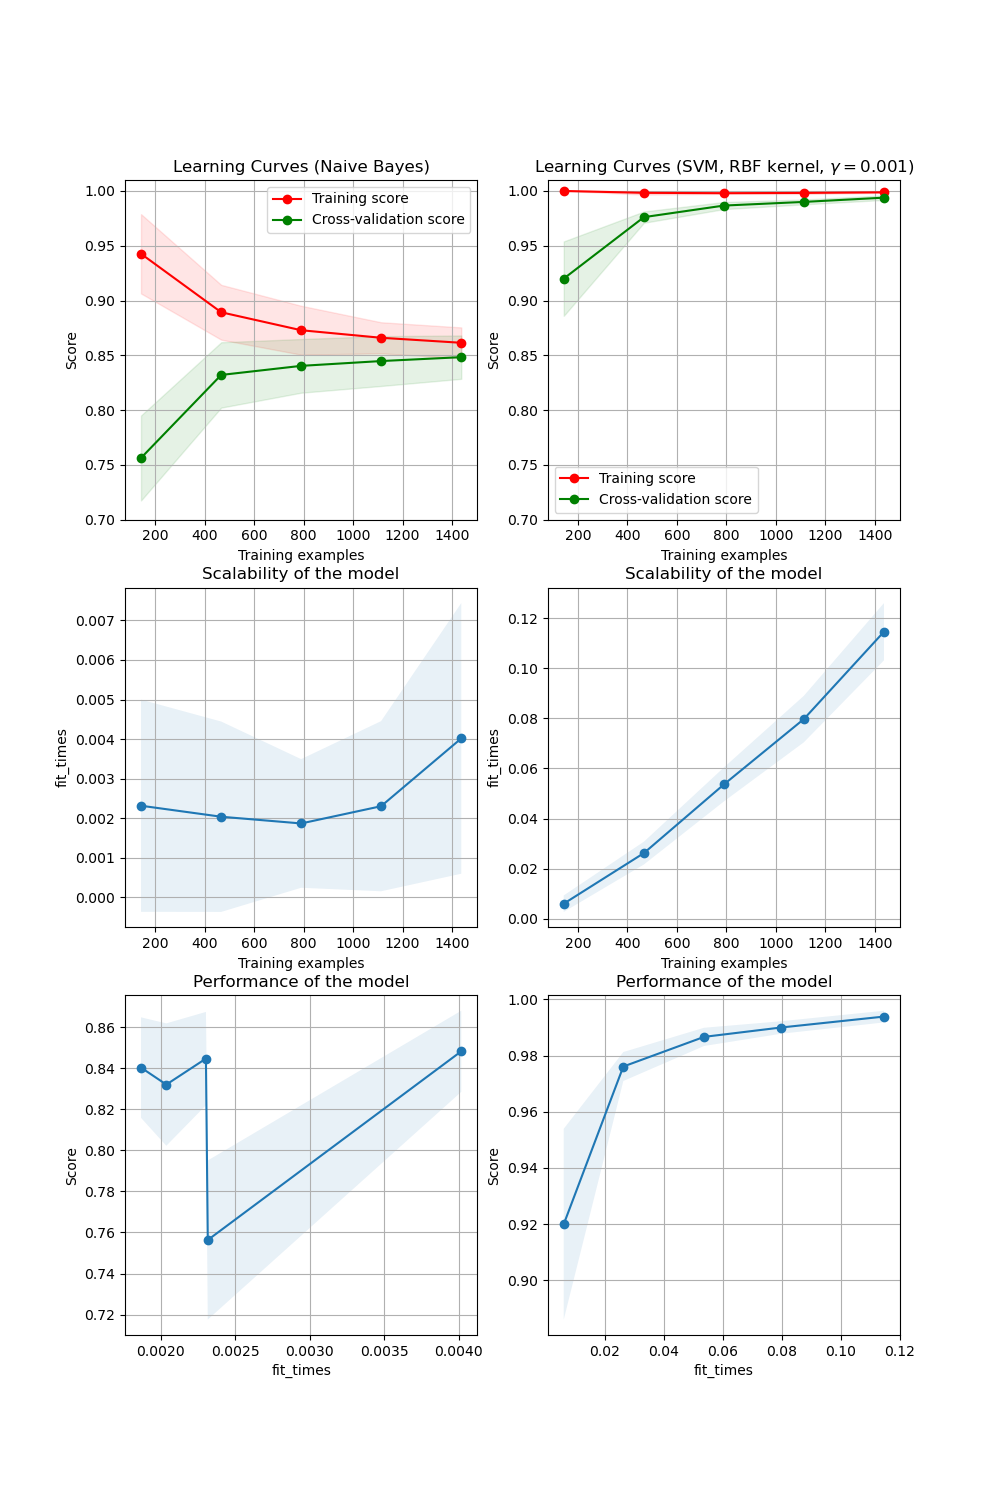 Learning Curves (Naive Bayes)
Score
1.00
0.95
0.90
0.85
0.80
0.75
0.70
Training score
Cross-validation score
200 400 600 800 1000 1200 1400
Training examples
Learning Curves (SVM, RBF kernel, γ = 0.001)
Score
1.00
0.95
0.90
0.85
0.80
0.75
0.70
Training score
Cross-validation score
200 400 600 800 1000 1200 1400
Training examples
Scalability of the model
fit_times
0.007
0.006
0.005
0.004
0.003
0.002
0.001
0.000
200 400 600 800 1000 1200 1400
Training examples
Scalability of the model
fit_times
0.12
0.10
0.08
0.06
0.04
0.02
0.00
200 400 600 800 1000 1200 1400
Training examples
Performance of the model
Score
0.86
0.84
0.82
0.80
0.78
0.76
0.74
0.72
0.0020 0.0025 0.0030 0.0035 0.0040
fit_times
Performance of the model
Score
1.00
0.98
0.96
0.94
0.92
0.90
0.02 0.04 0.06 0.08 0.10 0.12
fit_times